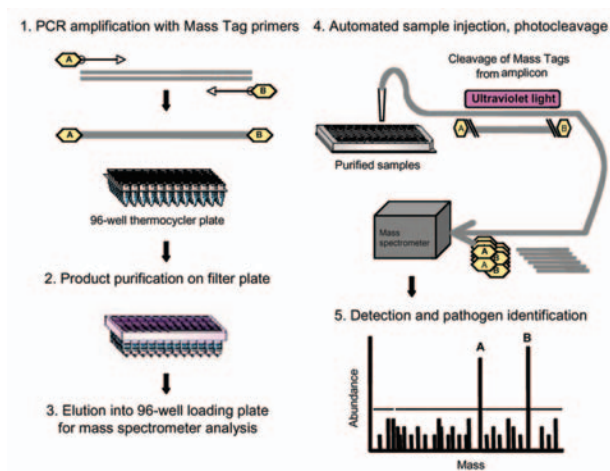 1. PCR amplification with Mass Tag primers
A
B
A
B
96-well thermocycler plate
2. Product purification on filter plate
3. Elution into 96-well loading plate
for mass spectrometer analysis
4. Automated sample injection, photocleavage
Cleavage of Mass Tags
from amplicon
Ultraviolet light
A
B
Purified samples
Mass
spectrometer
A
B
A
B
5. Detection and pathogen identification
A
B
Abundance
Mass